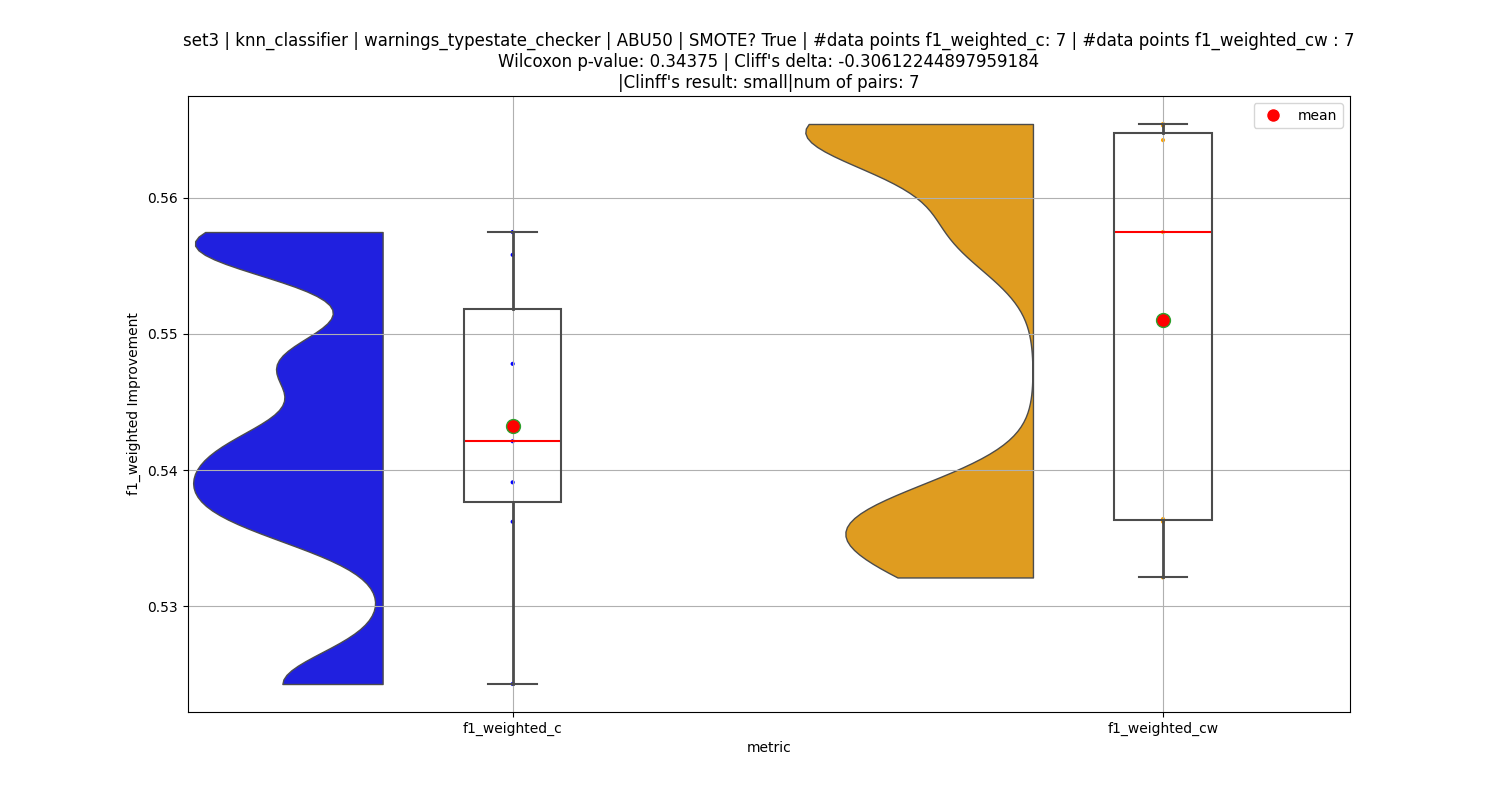 set3 | knn_classifier | warnings_typestate_checker | ABU50 | SMOTE? True | #data points f1_weighted_c: 7 | #data points f1_weighted_cw : 7
Wilcoxon p-value: 0.34375 | Cliff's delta: -0.30612244897959184
|Clinff's result: small|num of pairs: 7
mean
0.56
0.55
0.54
0.53
f1_weighted Improvement
f1_weighted_c
f1_weighted_cw
metric